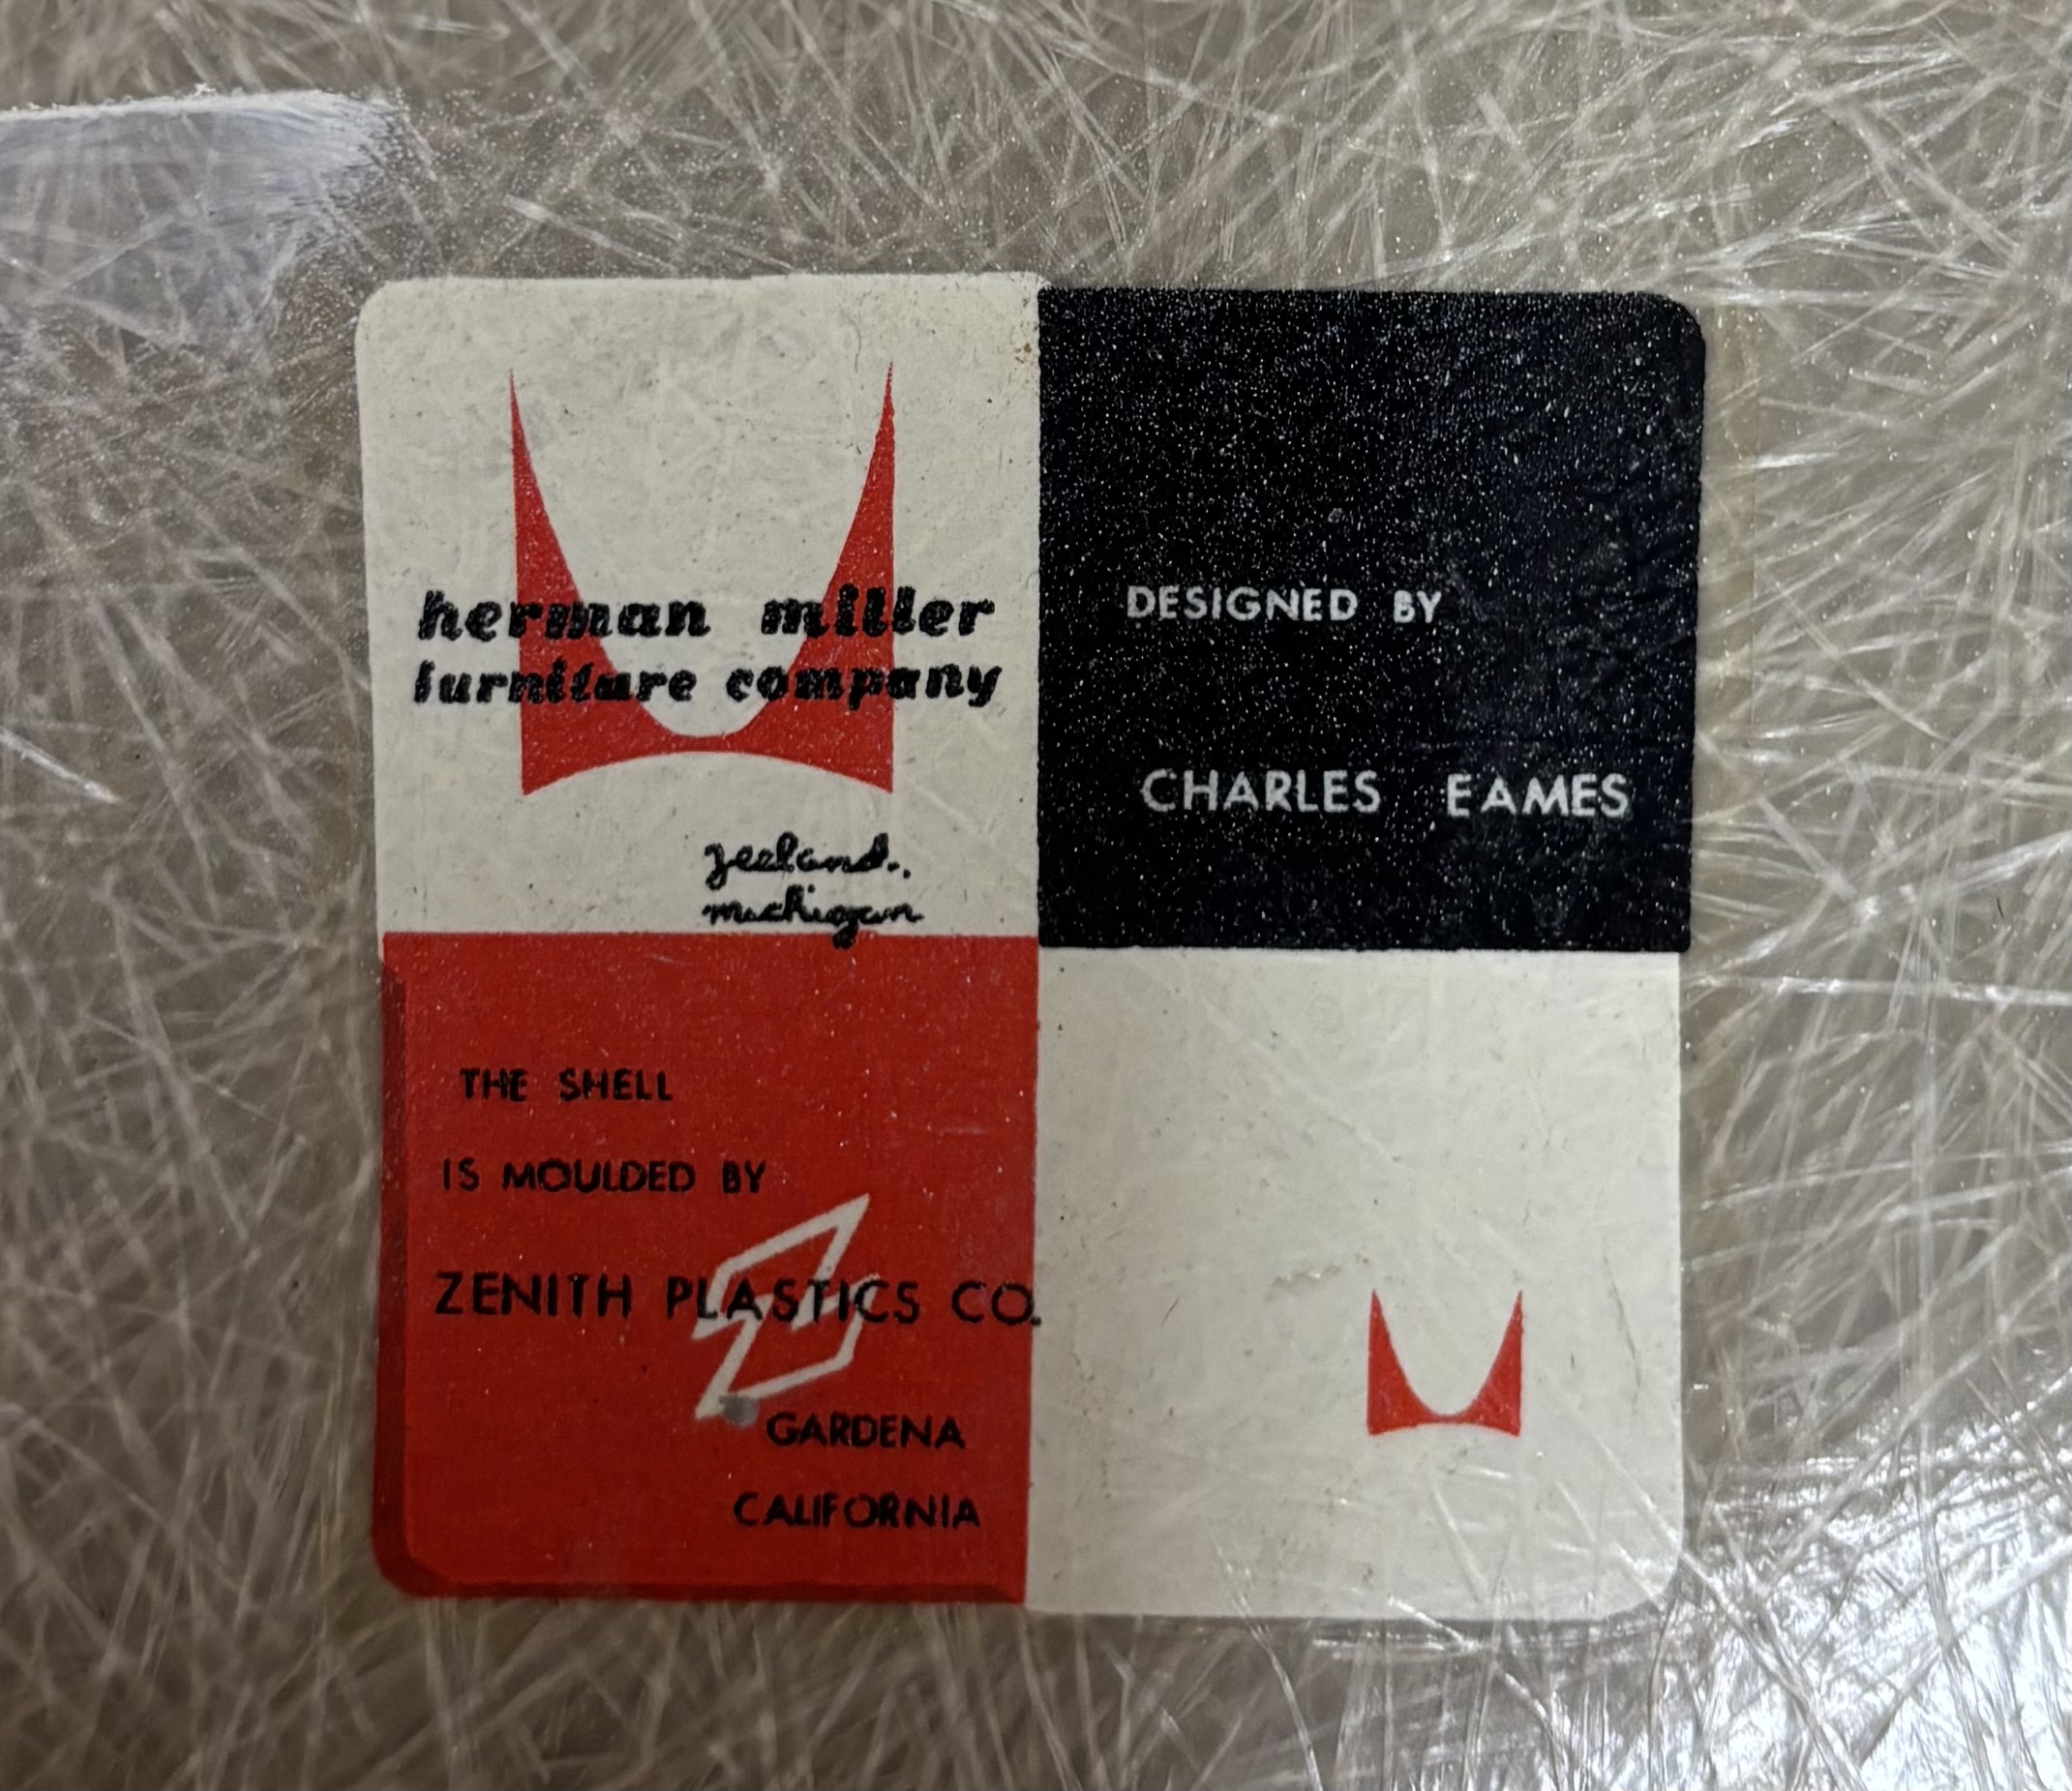 herman miller
furniture company
zeeland,
michigan
DESIGNED BY
CHARLES EAMES
THE SHELL
IS MOULDED BY
ZENITH PLASTICS CO.
GARDENA
CALIFORNIA